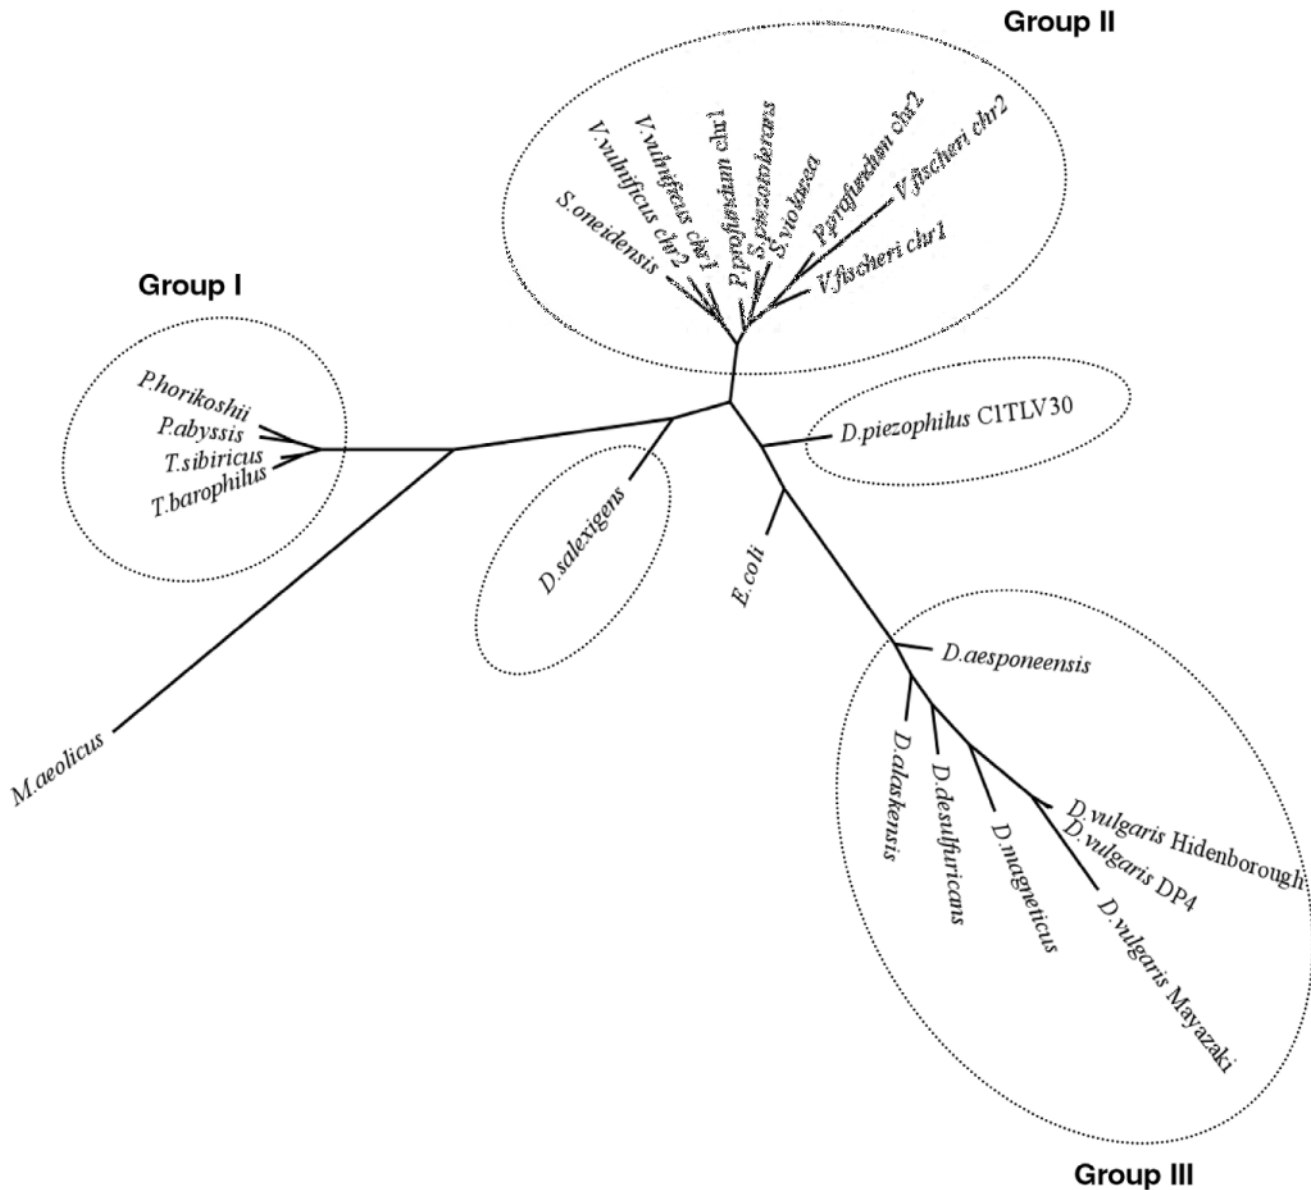 Group II
V.vulnificus chr2
V.vulnificus chr1
P.profundum chr1
S.piezotolerans
S.violacea
P.profundum chr2
V.fischeri chr2
S.oneidensis
V.fischeri chr1
Group I
P.horikoshii
P.abyssis
T.sibiricus
T.barophilus
D.piezophilus C1TLV30
D.salexigens
E.coli
M.aeolicus
D.aesponeensis
D.alaskensis
D.desulfuricans
D.magneticus
D.vulgaris Hidenborough
D.vulgaris DP4
D.vulgaris Mayazaki
Group III